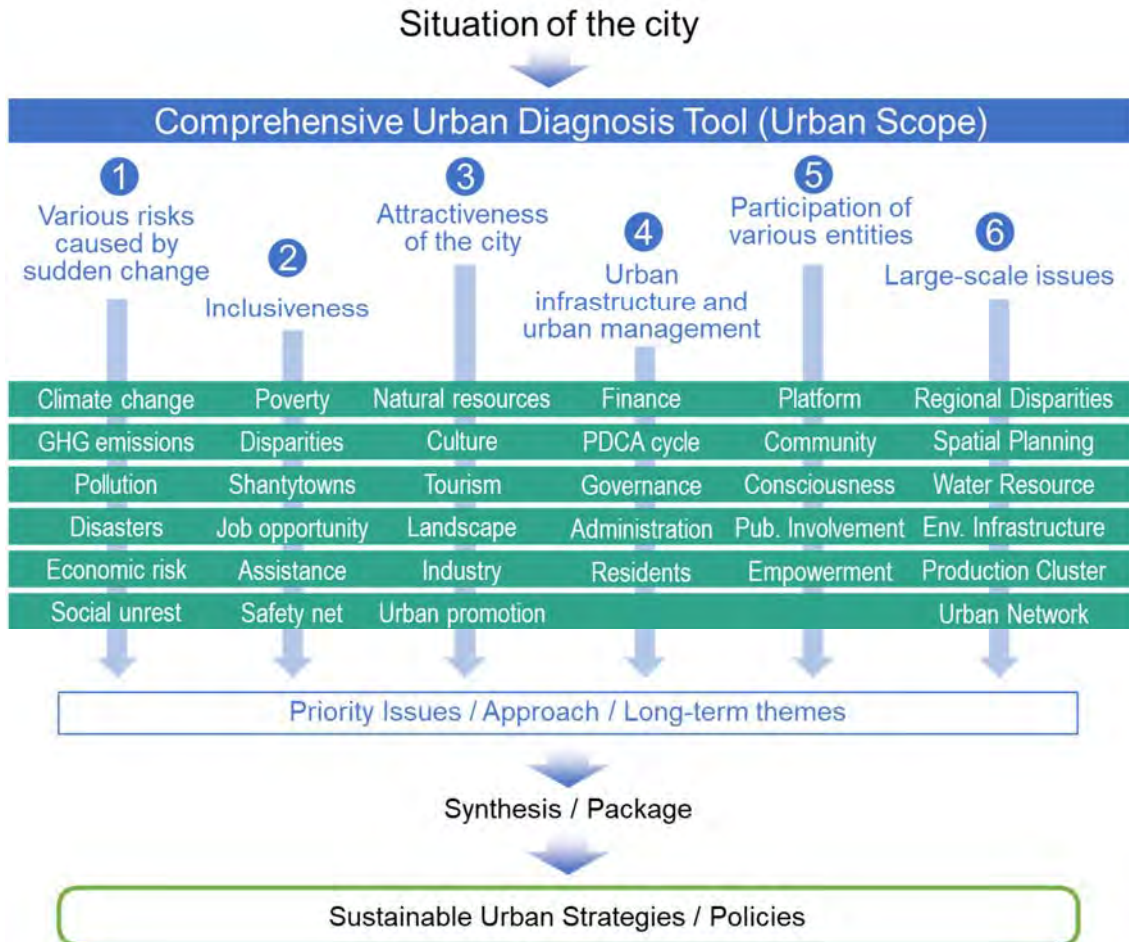 Situation of the city
Comprehensive Urban Diagnosis Tool (Urban Scope)
1
Various risks
caused by
sudden change
2
Inclusiveness
3
Attractiveness
of the city
4
Urban
infrastructure and
urban management
5
Participation of
various entities
6
Large-scale issues
Climate change Poverty Natural resources Finance Platform Regional Disparities
GHG emissions Disparities Culture PDCA cycle Community Spatial Planning
Pollution Shantytowns Tourism Governance Consciousness Water Resource
Disasters Job opportunity Landscape Administration Pub. Involvement Env. Infrastructure
Economic risk Assistance Industry Residents Empowerment Production Cluster
Social unrest Safety net Urban promotion Urban Network
Priority Issues / Approach / Long-term themes
Synthesis / Package
Sustainable Urban Strategies / Policies